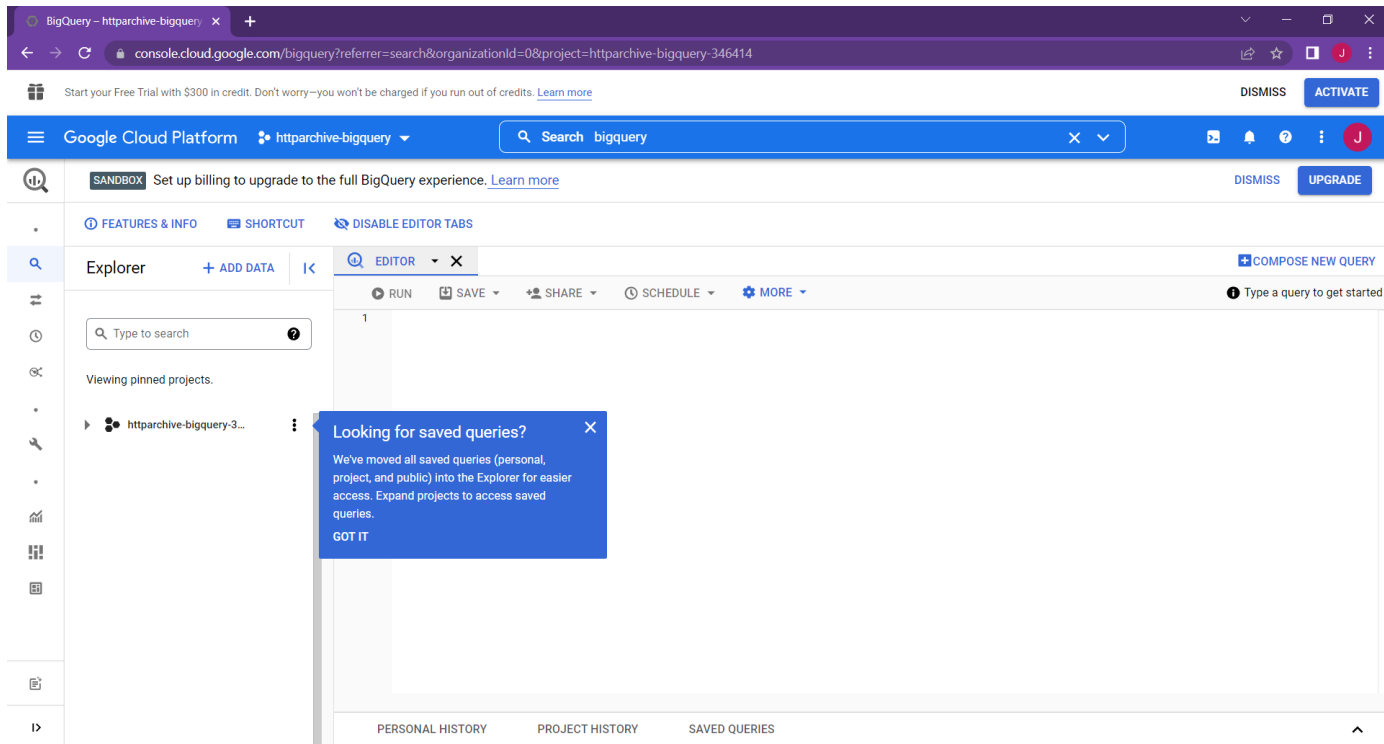 BigQuery – httparchive-bigquery
console.cloud.google.com/bigquery?referrer=search&organizationId=0&project=httparchive-bigquery-346414
J
Start your Free Trial with $300 in credit. Don't worry—you won't be charged if you run out of credits. Learn more
DISMISS
ACTIVATE
Google Cloud Platform
httparchive-bigquery
Search bigquery
J
SANDBOX Set up billing to upgrade to the full BigQuery experience. Learn more
DISMISS
UPGRADE
FEATURES & INFO
SHORTCUT
DISABLE EDITOR TABS
Explorer
+ ADD DATA
EDITOR
COMPOSE NEW QUERY
RUN
SAVE
SHARE
SCHEDULE
MORE
Type a query to get started
1
Type to search
Viewing pinned projects.
httparchive-bigquery-3...
Looking for saved queries?
We've moved all saved queries (personal,
project, and public) into the Explorer for easier
access. Expand projects to access saved
queries.
GOT IT
PERSONAL HISTORY
PROJECT HISTORY
SAVED QUERIES